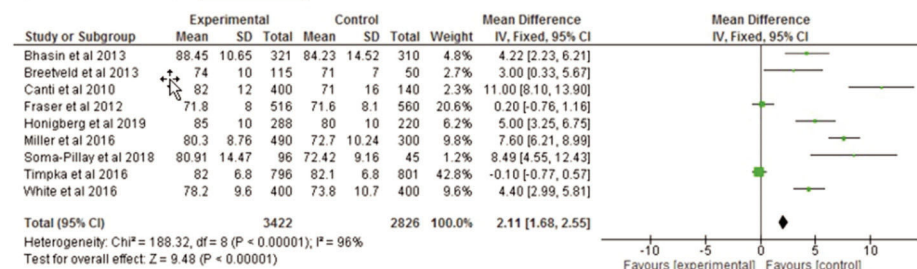 Experimental Control Mean Difference Mean Difference
Study or Subgroup Mean SD Total Mean SD Total Weight IV, Fixed, 95% CI IV, Fixed, 95% CI
Bhasin et al 2013 88.45 10.65 321 84.23 14.52 310 4.8% 4.22 [2.23, 6.21]
Breetveld et al 2013 74 10 115 71 7 50 2.7% 3.00 [0.33, 5.67]
Canti et al 2010 82 12 400 71 16 140 2.2% 11.00 [8.10, 13.90]
Fraser et al 2012 71.8 8 516 71.6 8.1 560 20.6% 0.20 [-0.76, 1.16]
Honigberg et al 2019 85 10 288 80 10 220 6.2% 5.00 [3.25, 6.75]
Miller et al 2016 80.3 8.76 490 72.7 10.24 300 9.8% 7.60 [6.21, 8.99]
Soma-Pillay et al 2018 80.91 14.47 96 72.42 9.16 45 1.2% 8.49 [4.55, 12.43]
Timpka et al 2016 82 6.8 796 82.1 6.8 801 42.8% -0.10 [-0.77, 0.57]
White et al 2016 78.2 9.6 400 73.8 10.7 400 9.6% 4.40 [2.99, 5.81]
Total (95% CI) 3422 2826 100.0% 2.11 [1.68, 2.55]
Heterogeneity: Chi² = 188.32, df = 8 (P < 0.00001); I² = 96%
Test for overall effect: Z = 9.48 (P < 0.00001)
-10 -5 0 5 10
Favours [experimental] Favours [control]